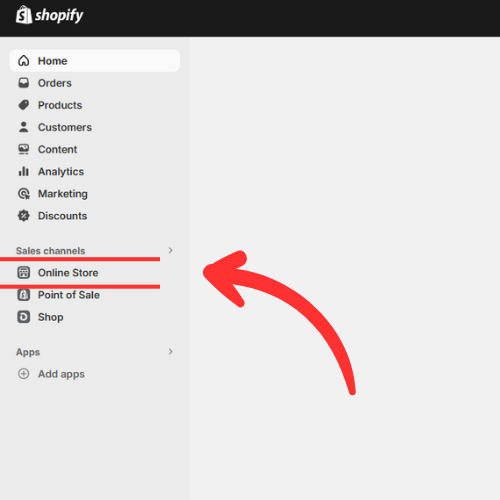 shopify
Home
Orders
Products
Customers
Content
Analytics
Marketing
Discounts
Sales channels
Online Store
Point of Sale
Shop
Apps
Add apps